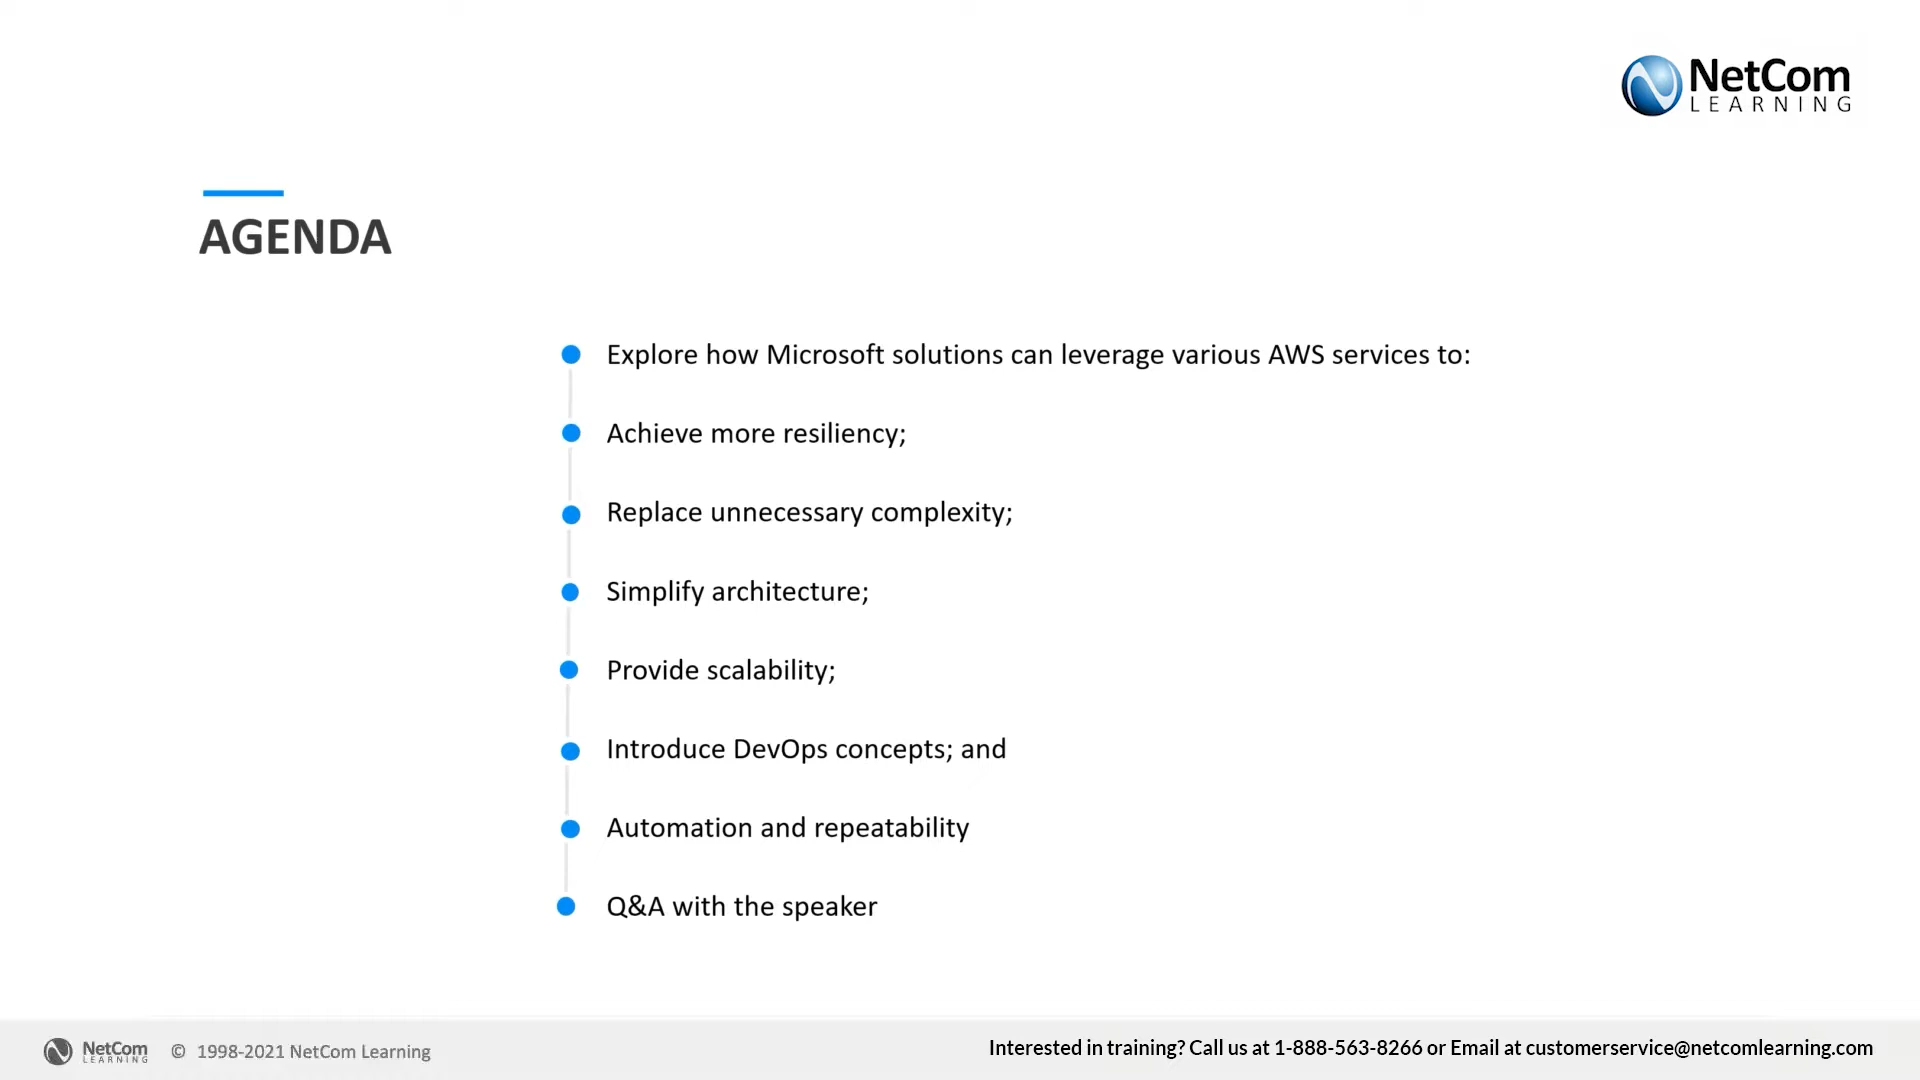 NetCom
LEARNING
AGENDA
Explore how Microsoft solutions can leverage various AWS services to:
Achieve more resiliency;
Replace unnecessary complexity;
Simplify architecture;
Provide scalability;
Introduce DevOps concepts; and
Automation and repeatability
Q&A with the speaker
NetCom
LEARNING
© 1998-2021 NetCom Learning
Interested in training? Call us at 1-888-563-8266 or Email at customerservice@netcomlearning.com